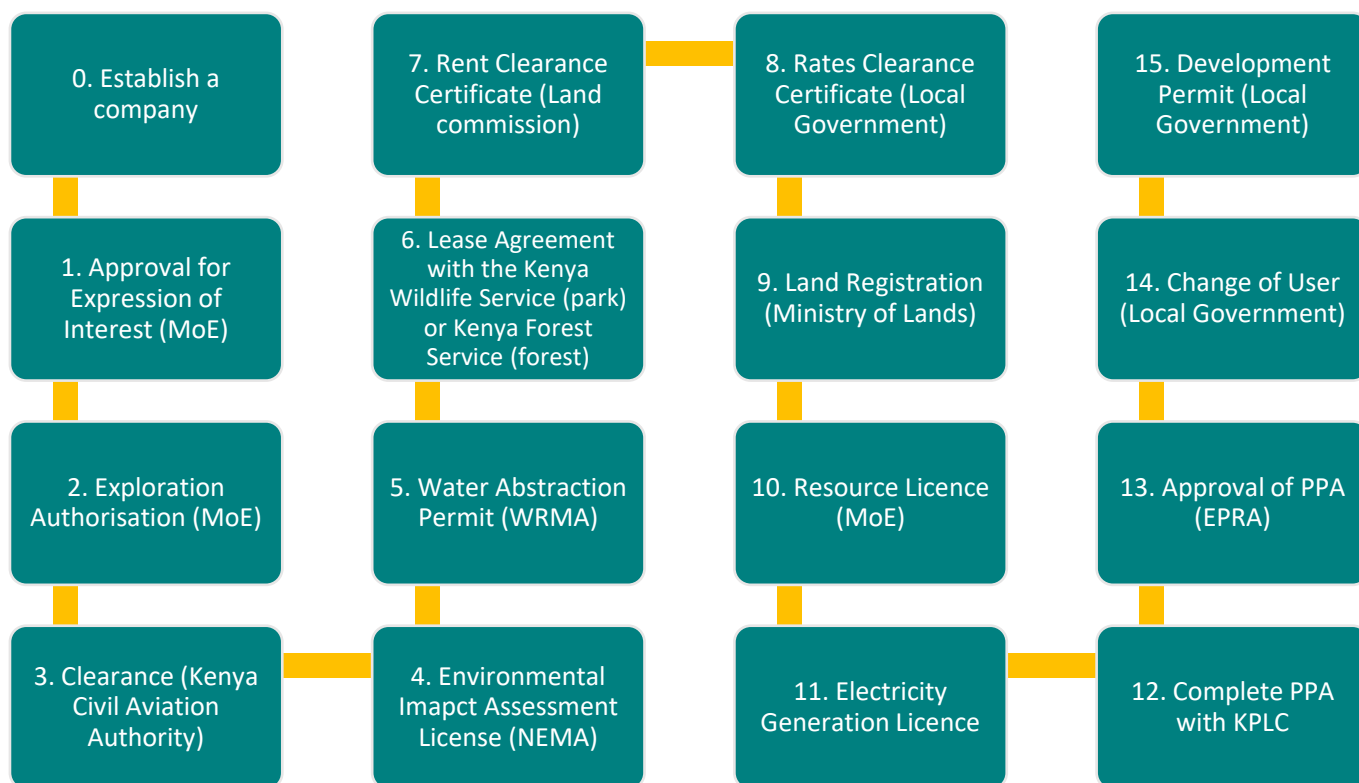 0. Establish a
company
1. Approval for
Expression of
Interest (MoE)
2. Exploration
Authorisation (MoE)
3. Clearance (Kenya
Civil Aviation
Authority)
4. Environmental
Imapct Assessment
License (NEMA)
5. Water Abstraction
Permit (WRMA)
6. Lease Agreement
with the Kenya
Wildlife Service (park)
or Kenya Forest
Service (forest)
7. Rent Clearance
Certificate (Land
commission)
8. Rates Clearance
Certificate (Local
Government)
9. Land Registration
(Ministry of Lands)
10. Resource Licence
(MoE)
11. Electricity
Generation Licence
12. Complete PPA
with KPLC
13. Approval of PPA
(EPRA)
14. Change of User
(Local Government)
15. Development
Permit (Local
Government)